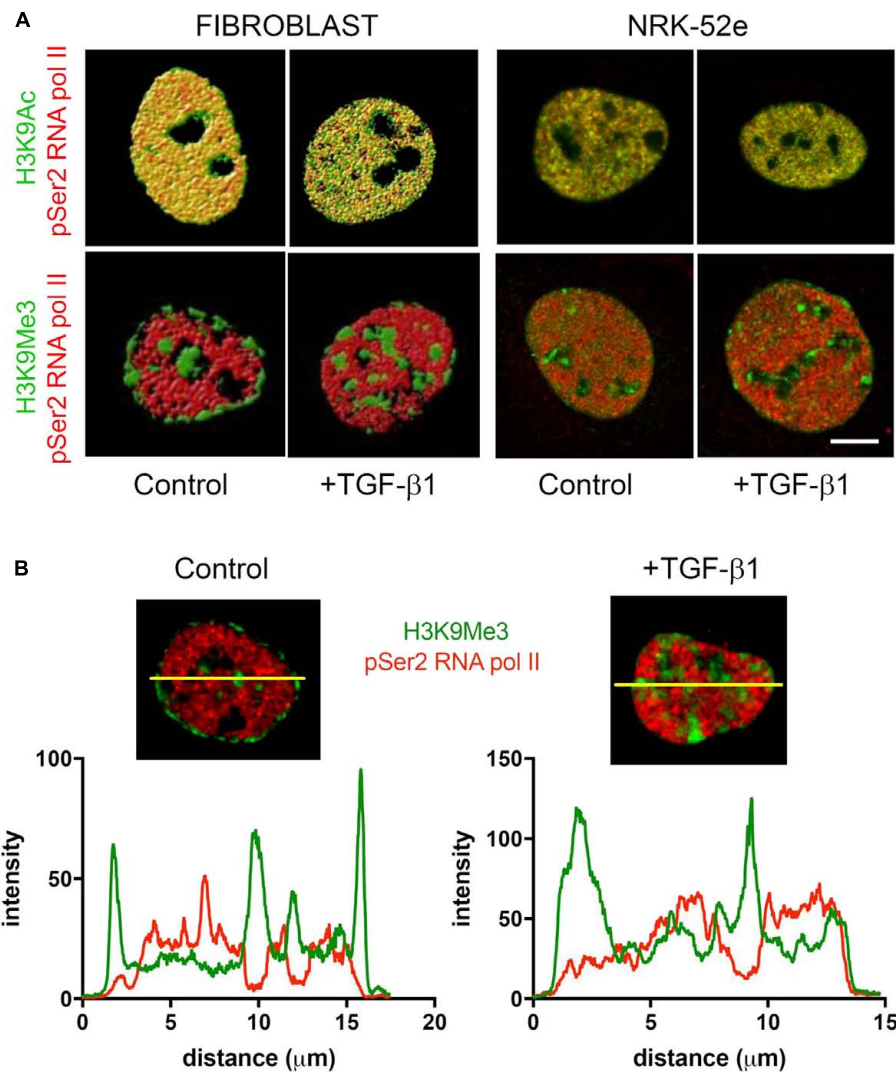 A
FIBROBLAST
NRK-52e
H3K9Ac
pSer2 RNA pol II
H3K9Me3
pSer2 RNA pol II
Control
+TGF-β1
Control
+TGF-β1
B
Control
+TGF-β1
H3K9Me3
pSer2 RNA pol II
100
50
0
intensity
0 5 10 15 20
distance (μm)
150
100
50
0
intensity
0 5 10 15
distance (μm)